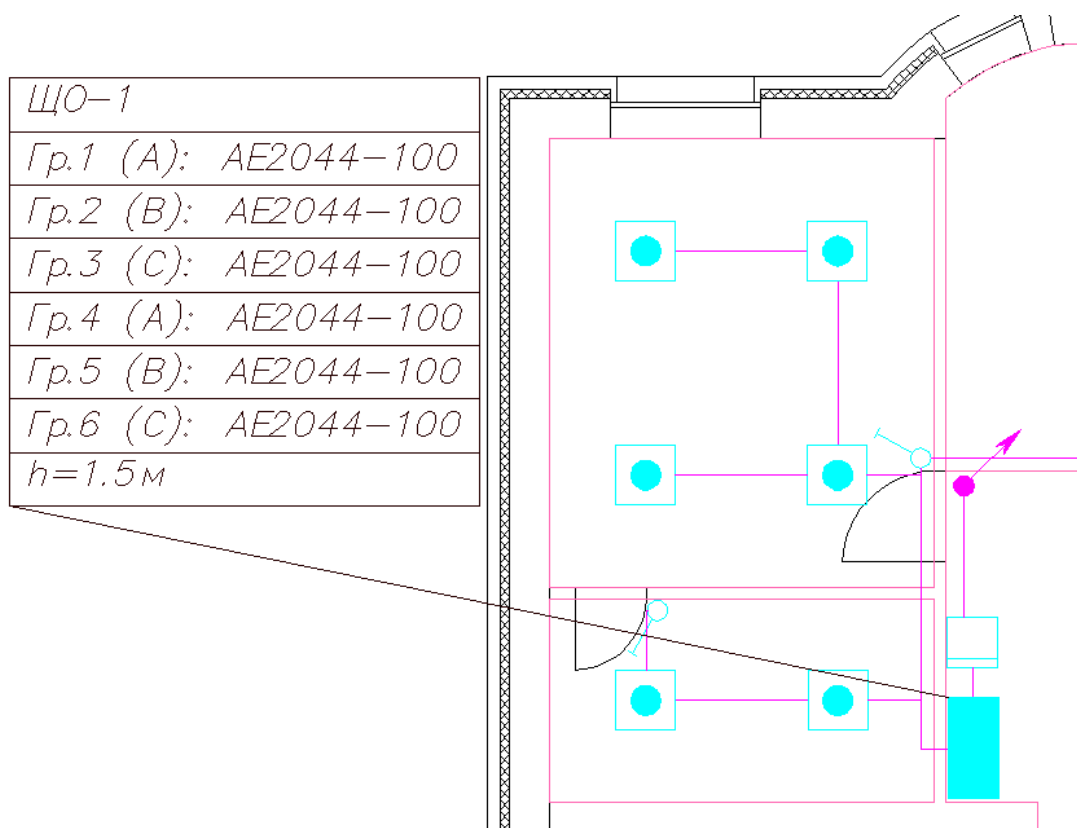 ЩО-1
Гр.1 (А): АЕ2044-100
Гр.2 (В): АЕ2044-100
Гр.3 (С): АЕ2044-100
Гр.4 (А): АЕ2044-100
Гр.5 (В): АЕ2044-100
Гр.6 (С): АЕ2044-100
h=1.5м